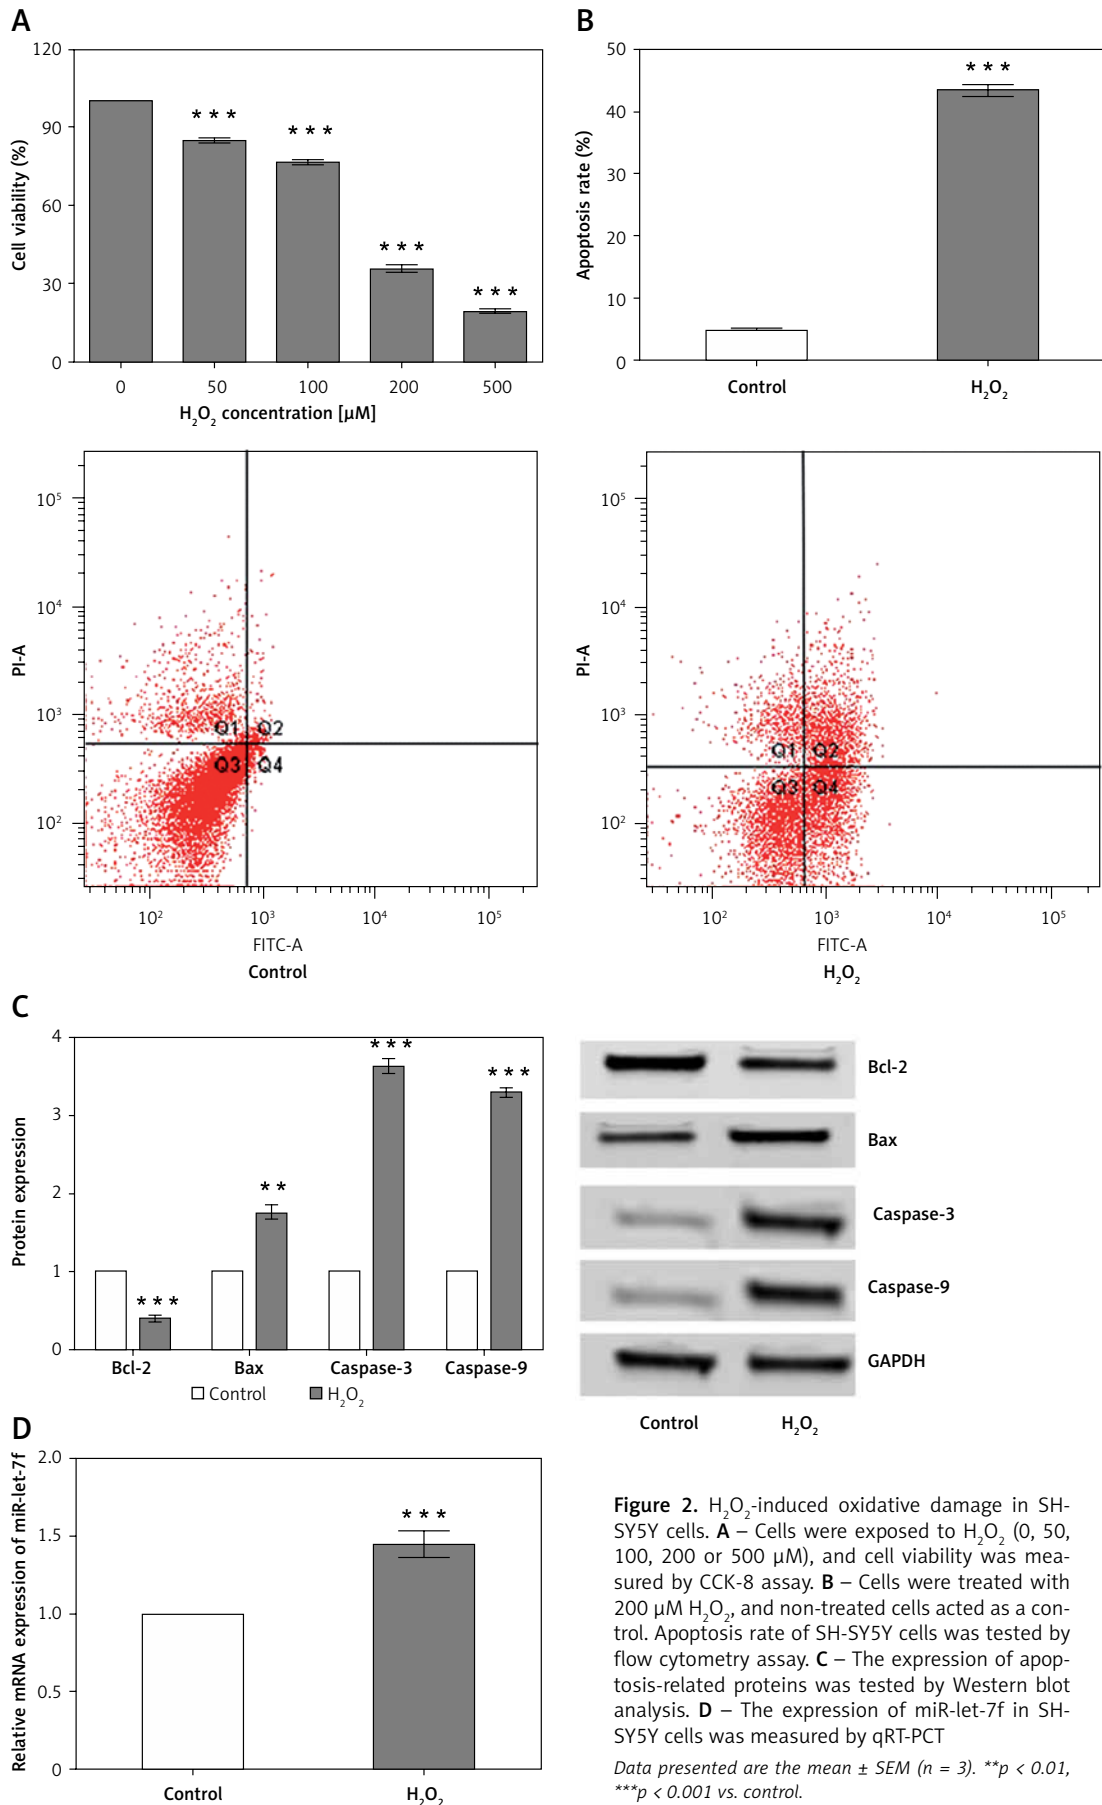 A
120
90
60
30
0
Cell viability (%)
***
***
***
***
0 50 100 200 500
H₂O₂ concentration [µM]
B
50
40
30
20
10
0
Apoptosis rate (%)
***
Control H₂O₂
10⁵
10⁴
10³
10²
PI-A
Q1 Q2
Q3 Q4
10² 10³ 10⁴ 10⁵
FITC-A
Control
10⁵
10⁴
10³
10²
PI-A
Q1 Q2
Q3 Q4
10² 10³ 10⁴ 10⁵
FITC-A
H₂O₂
C
4
3
2
1
0
Protein expression
***
**
***
***
Bcl-2 Bax Caspase-3 Caspase-9
Control H₂O₂
Bcl-2
Bax
Caspase-3
Caspase-9
GAPDH
Control H₂O₂
D
2.0
1.5
1.0
0.5
0
Relative mRNA expression of miR-let-7f
***
Control H₂O₂
Figure 2. H₂O₂-induced oxidative damage in SH-
SY5Y cells. A – Cells were exposed to H₂O₂ (0, 50,
100, 200 or 500 µM), and cell viability was mea-
sured by CCK-8 assay. B – Cells were treated with
200 µM H₂O₂, and non-treated cells acted as a con-
trol. Apoptosis rate of SH-SY5Y cells was tested by
flow cytometry assay. C – The expression of apop-
tosis-related proteins was tested by Western blot
analysis. D – The expression of miR-let-7f in SH-
SY5Y cells was measured by qRT-PCT
Data presented are the mean ± SEM (n = 3). **p < 0.01,
***p < 0.001 vs. control.